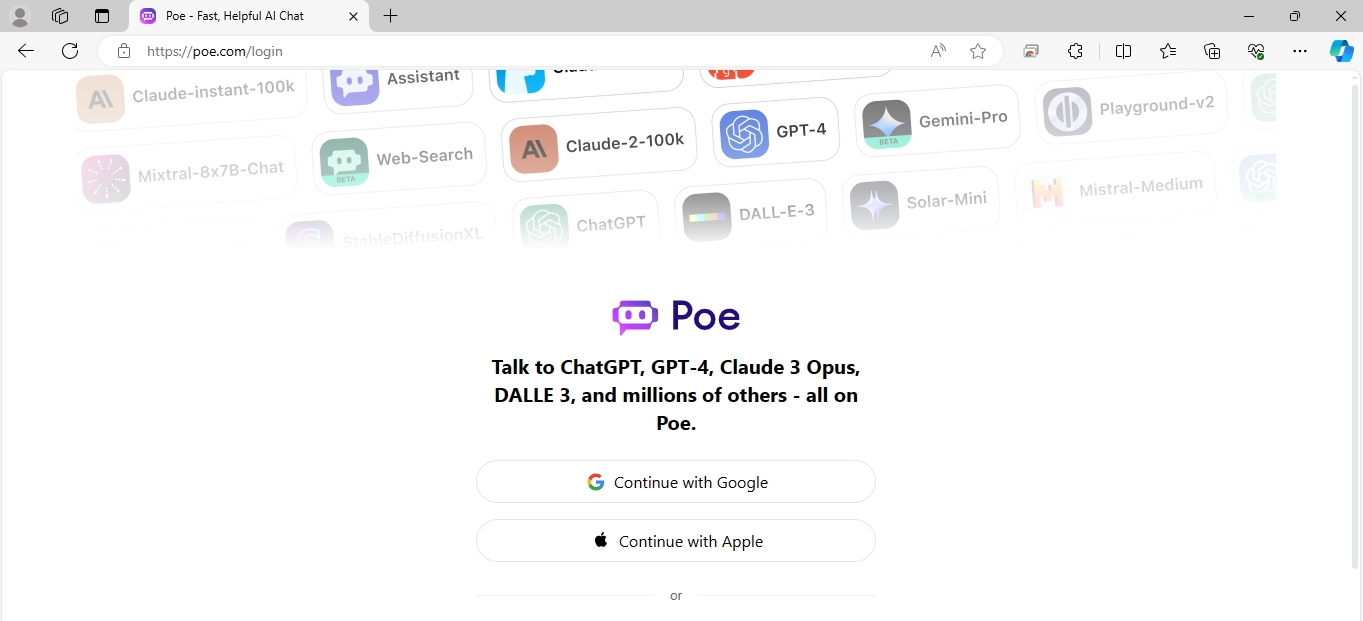 Poe - Fast, Helpful AI Chat
https://poe.com/login
Claude-instant-100k
Assistant
Playground-v2
Gemini-Pro
GPT-4
Claude-2-100k
Web-Search
BETA
BETA
Mixtral-8x7B-Chat
StableDiffusionXL
ChatGPT
DALL-E-3
Solar-Mini
Mistral-Medium
Poe
Talk to ChatGPT, GPT-4, Claude 3 Opus,
DALLE 3, and millions of others - all on
Poe.
Continue with Google
Continue with Apple
or